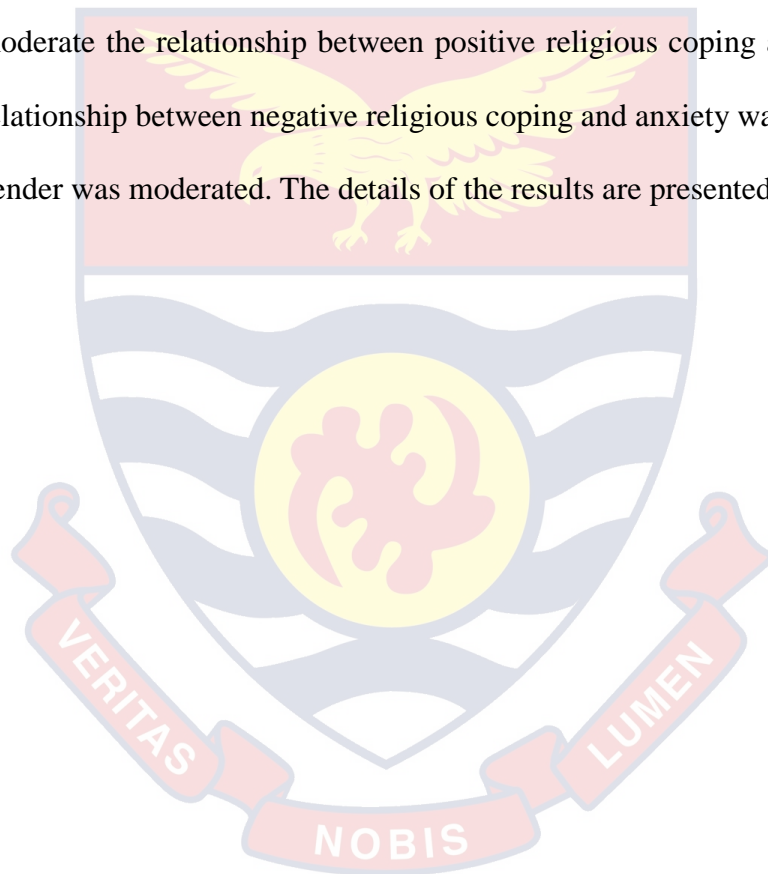 oderate the relationship between positive religious coping
elationship between negative religious coping and anxiety wa
ender was moderated. The details of the results are presented
VERITAS
NOBIS
LUMEN